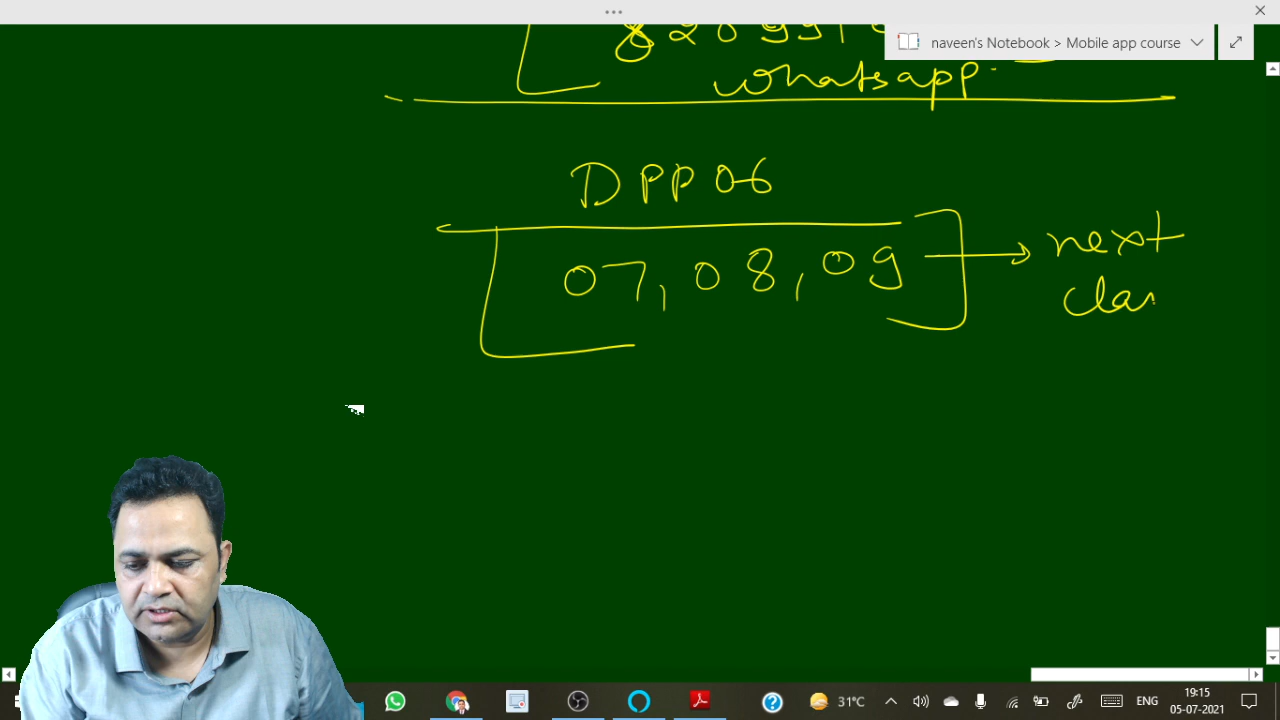 naveen's Notebook > Mobile app course
whatsapp.
DPP 06
07, 08, 09
next
clas
31°C
ENG
19:15
05-07-2021